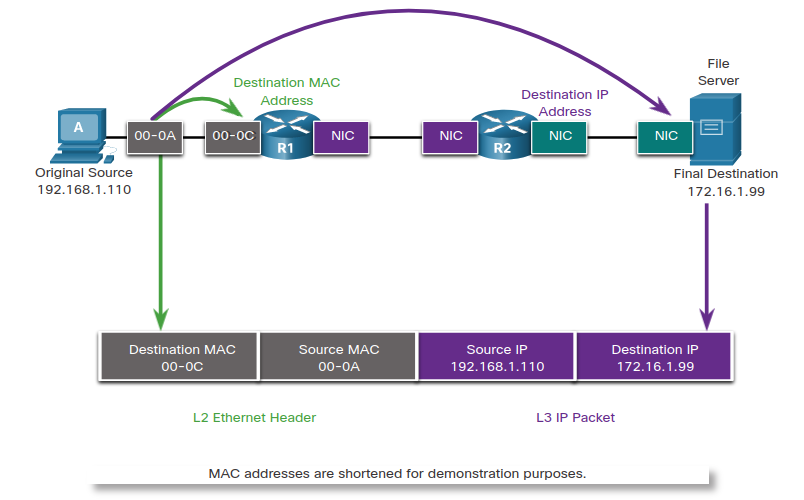 File
Server
Destination MAC
Address
Destination IP
Address
A
00-0A
00-0C
R1
NIC
NIC
R2
NIC
NIC
Original Source
192.168.1.110
Final Destination
172.16.1.99
Destination MAC
00-0C
Source MAC
00-0A
Source IP
192.168.1.110
Destination IP
172.16.1.99
L2 Ethernet Header
L3 IP Packet
MAC addresses are shortened for demonstration purposes.